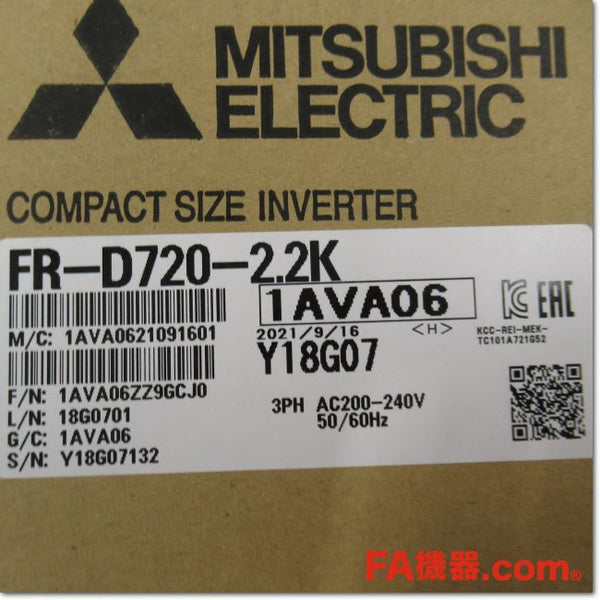 MITSUBISHI
ELECTRIC
COMPACT SIZE INVERTER
FR-D720-2.2K
1AVA06
M/C: 1AVA0621091601
2021/9/16 <H>
KCC-REI-MEK-
TC101A721G52
Y18G07
F/N: 1AVA06ZZ9GCJ0
L/N: 18G0701
G/C: 1AVA06
S/N: Y18G07132
3PH AC200-240V
50/60Hz
EAC
FA機器.com®